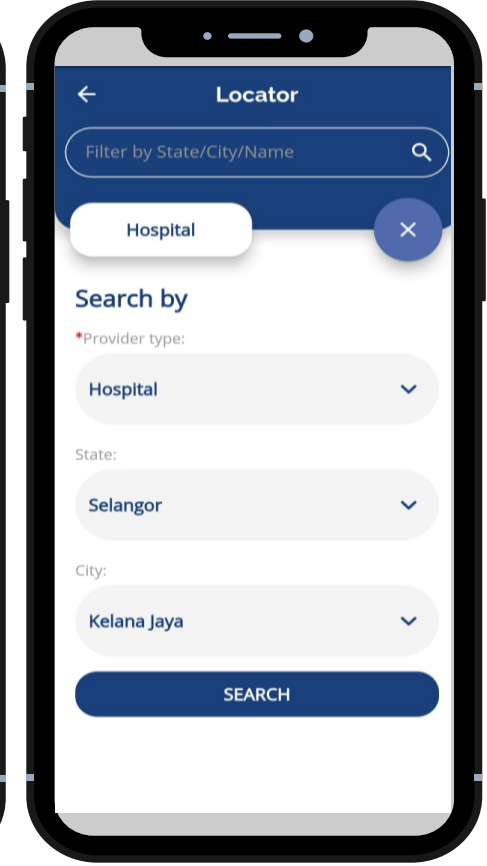 Locator
Filter by State/City/Name
Hospital
Search by
*Provider type:
Hospital
State:
Selangor
City:
Kelana Jaya
SEARCH